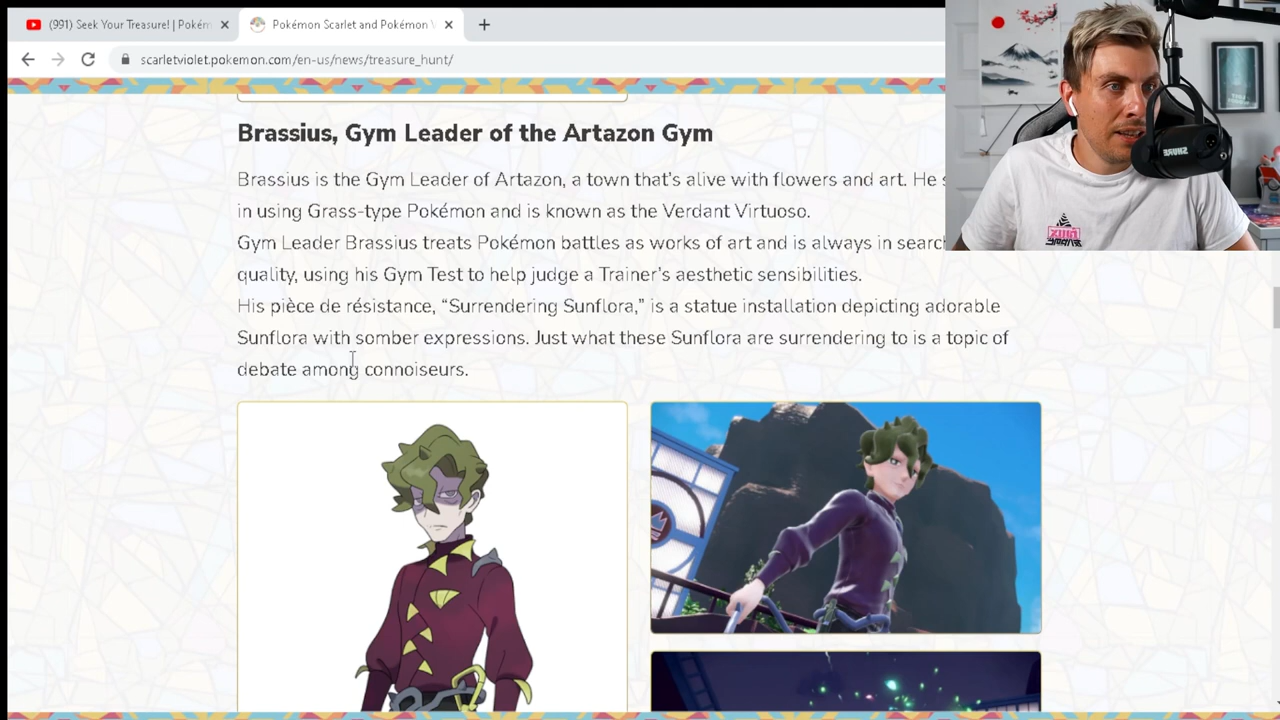 (991) Seek Your Treasure! | Pokém
Pokémon Scarlet and Pokémon V
scarletviolet.pokemon.com/en-us/news/treasure_hunt/
Brassius, Gym Leader of the Artazon Gym
Brassius is the Gym Leader of Artazon, a town that's alive with flowers and art. He s
in using Grass-type Pokémon and is known as the Verdant Virtuoso.
Gym Leader Brassius treats Pokémon battles as works of art and is always in search
quality, using his Gym Test to help judge a Trainer's aesthetic sensibilities.
His pièce de résistance, “Surrendering Sunflora,” is a statue installation depicting adorable
Sunflora with somber expressions. Just what these Sunflora are surrendering to is a topic of
debate among connoiseurs.
SHURE